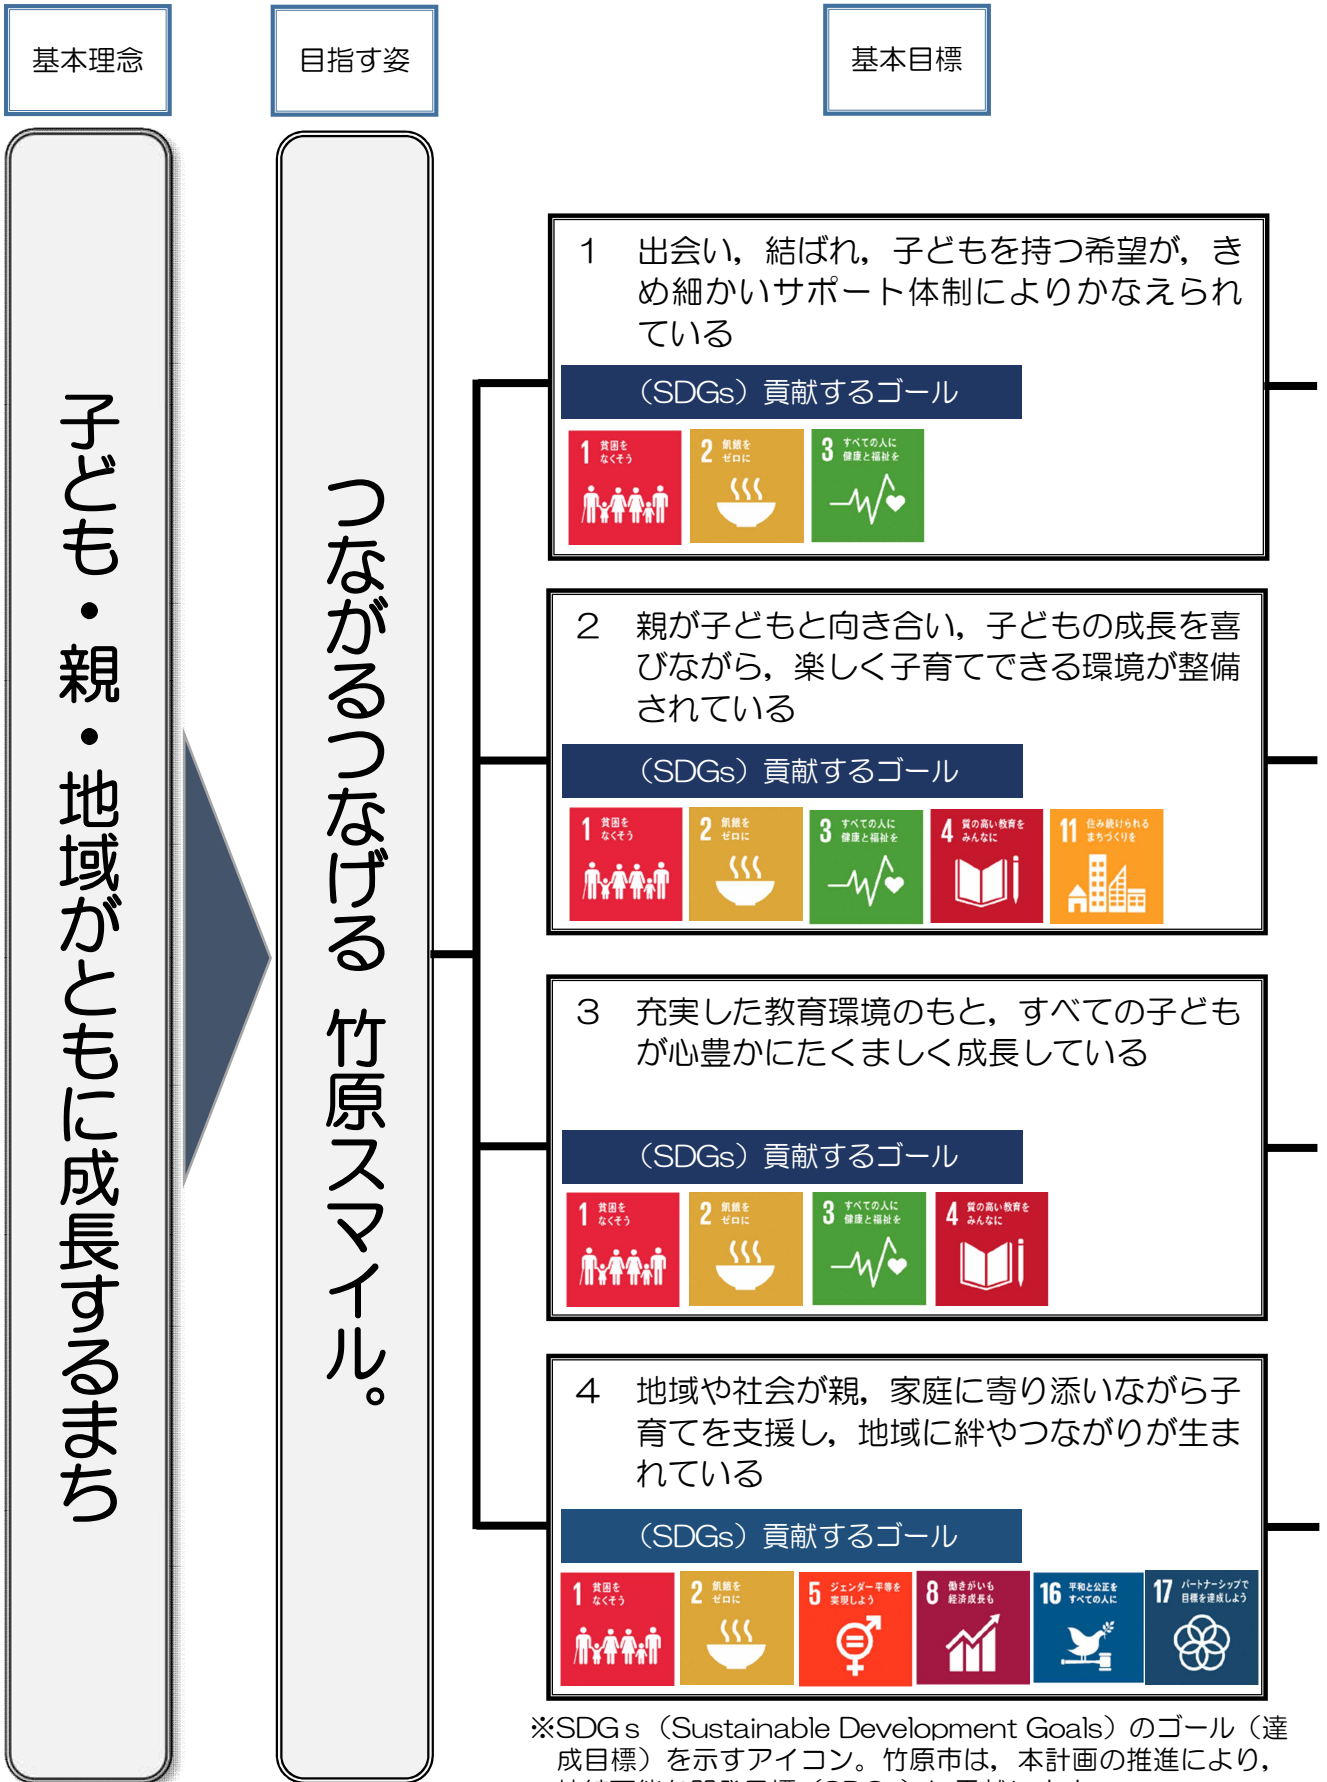 基本理念
目指す姿
基本目標
子ども・親・地域がともに成長するまち
つながるつなげる 竹原スマイル。
1 出会い，結ばれ，子どもを持つ希望が，き
め細かいサポート体制によりかなえられ
ている
（SDGs）貢献するゴール
1 貧困を
なくそう
2 飢餓を
ゼロに
3 すべての人に
健康と福祉を
2 親が子どもと向き合い，子どもの成長を喜
びながら，楽しく子育てできる環境が整備
されている
（SDGs）貢献するゴール
1 貧困を
なくそう
2 飢餓を
ゼロに
3 すべての人に
健康と福祉を
4 質の高い教育を
みんなに
11 住み続けられる
まちづくりを
3 充実した教育環境のもと，すべての子ども
が心豊かにたくましく成長している
（SDGs）貢献するゴール
1 貧困を
なくそう
2 飢餓を
ゼロに
3 すべての人に
健康と福祉を
4 質の高い教育を
みんなに
4 地域や社会が親，家庭に寄り添いながら子
育てを支援し，地域に絆やつながりが生ま
れている
（SDGs）貢献するゴール
1 貧困を
なくそう
2 飢餓を
ゼロに
5 ジェンダー平等を
実現しよう
8 働きがいも
経済成長も
16 平和と公正を
すべての人に
17 パートナーシップで
目標を達成しよう
※SDGｓ（Sustainable Development Goals）のゴール（達
成目標）を示すアイコン。竹原市は，本計画の推進により，